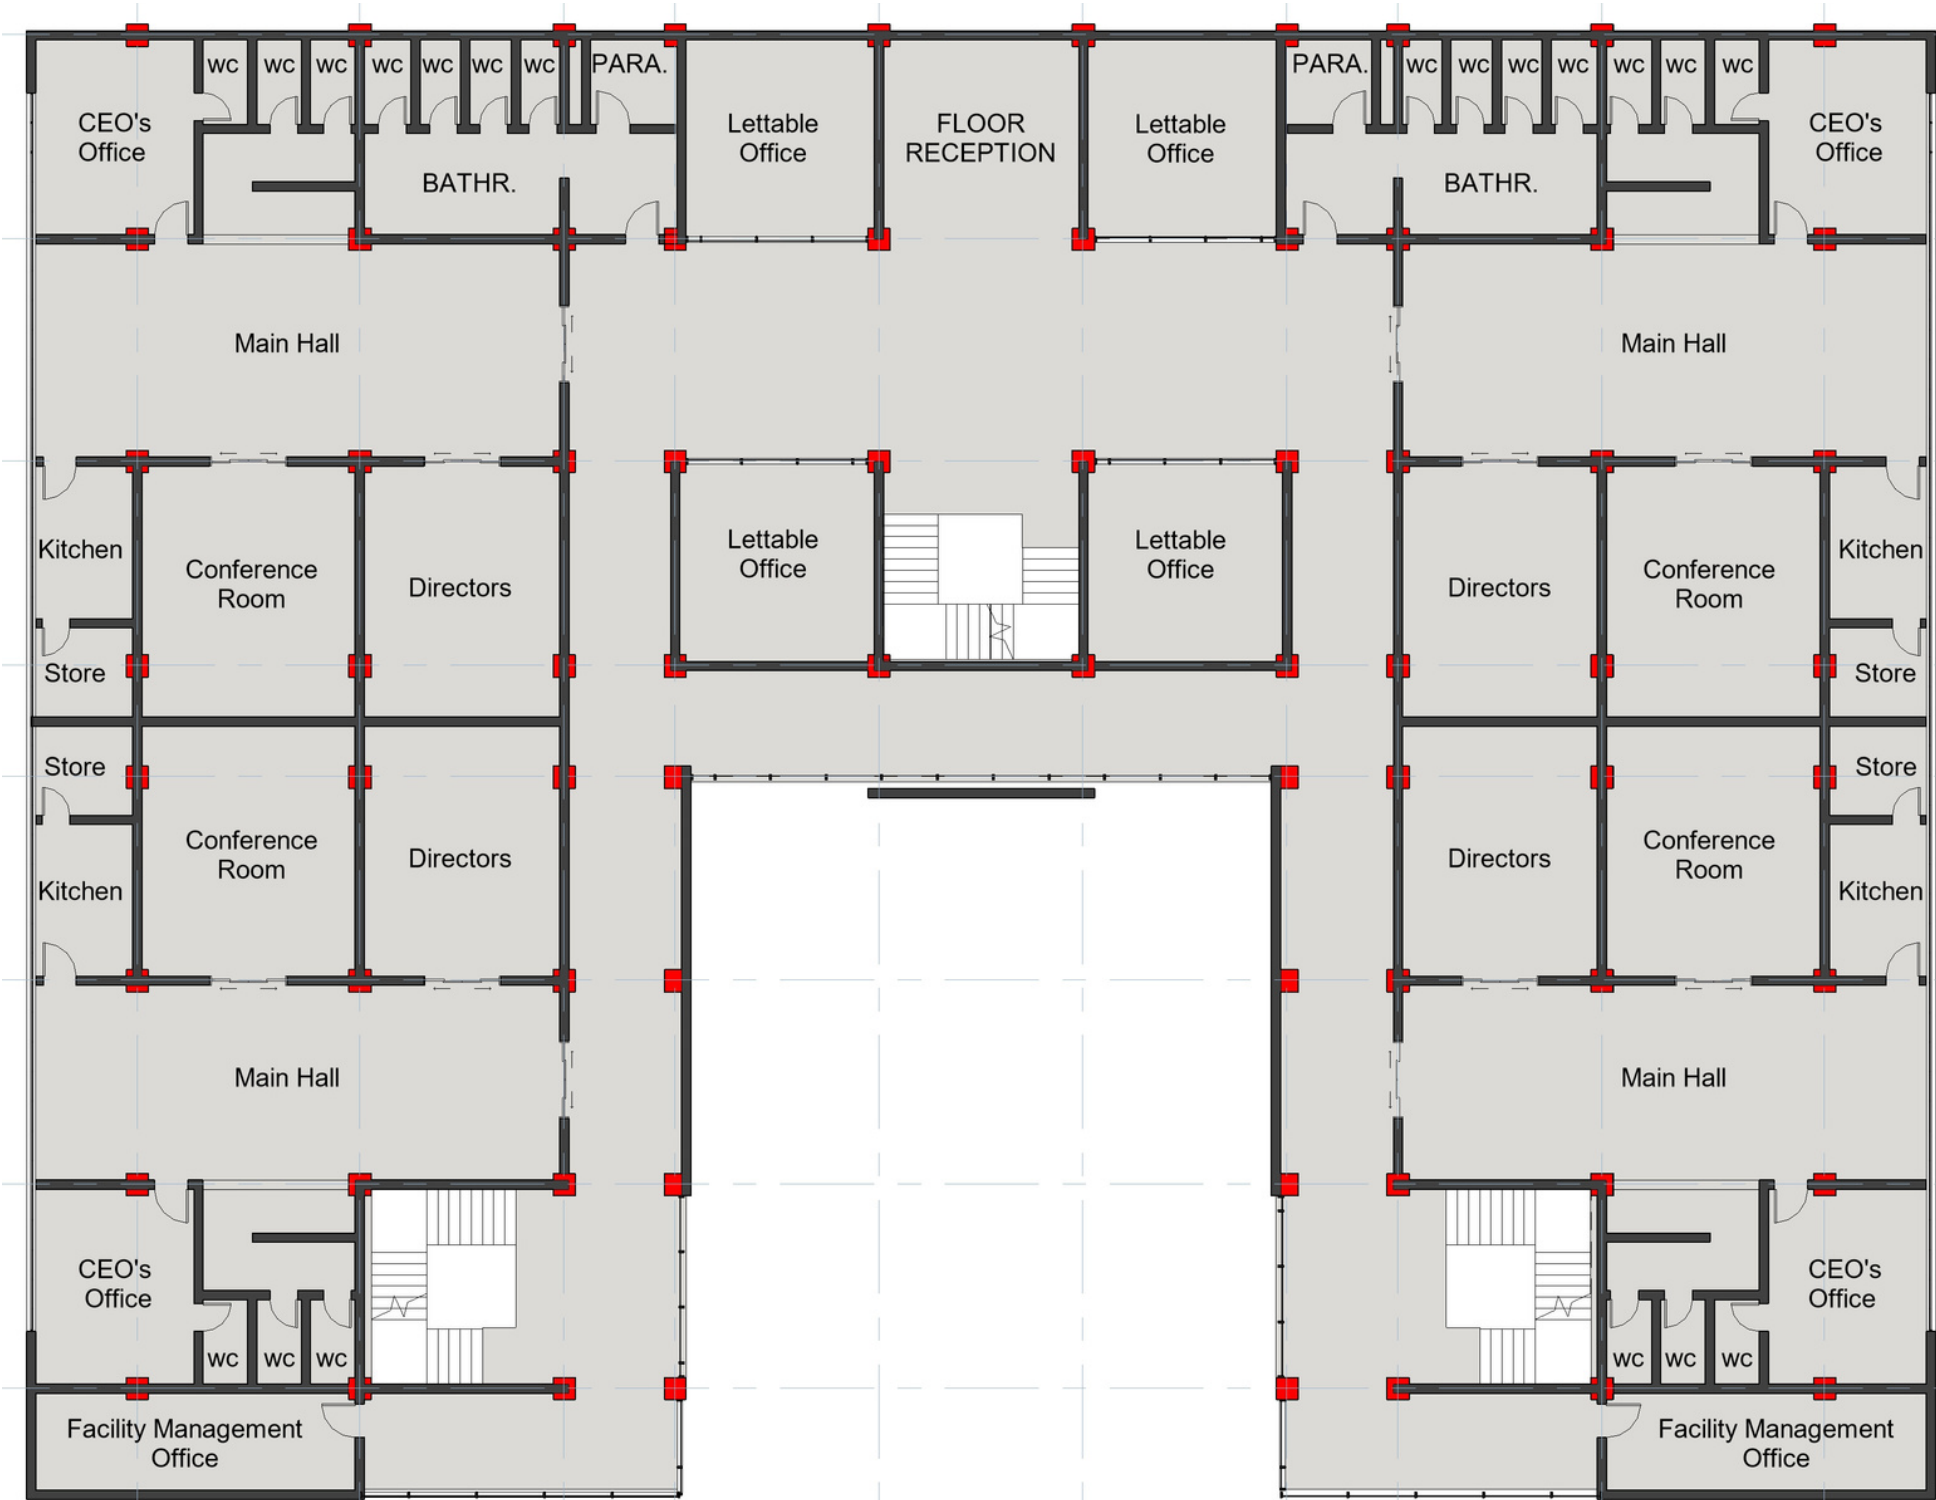 wc wc wc wc wc wc wc PARA. PARA. wc wc wc wc wc wc wc
CEO's
Office
Lettable
Office
FLOOR
RECEPTION
Lettable
Office
CEO's
Office
BATHR. BATHR.
Main Hall Main Hall
Kitchen
Conference
Room
Directors
Lettable
Office
Lettable
Office
Directors
Conference
Room
Kitchen
Store Store
Store Store
Conference
Room
Directors
Directors
Conference
Room
Kitchen Kitchen
Main Hall Main Hall
CEO's
Office
CEO's
Office
wc wc wc wc wc wc
Facility Management
Office
Facility Management
Office